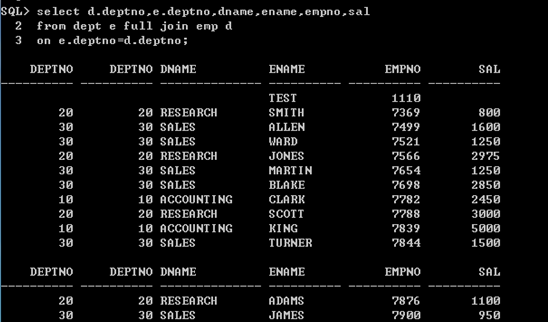 SQL> select d.deptno,e.deptno,dname,ename,empno,sal
2 from dept e full join emp d
3 on e.deptno=d.deptno;
DEPTNO DEPTNO DNAME ENAME EMPNO SAL
---------- ---------- -------------- ---------- ---------- ----------
TEST 1110
20 20 RESEARCH SMITH 7369 800
30 30 SALES ALLEN 7499 1600
30 30 SALES WARD 7521 1250
20 20 RESEARCH JONES 7566 2975
30 30 SALES MARTIN 7654 1250
30 30 SALES BLAKE 7698 2850
10 10 ACCOUNTING CLARK 7782 2450
20 20 RESEARCH SCOTT 7788 3000
10 10 ACCOUNTING KING 7839 5000
30 30 SALES TURNER 7844 1500
DEPTNO DEPTNO DNAME ENAME EMPNO SAL
---------- ---------- -------------- ---------- ---------- ----------
20 20 RESEARCH ADAMS 7876 1100
30 30 SALES JAMES 7900 950